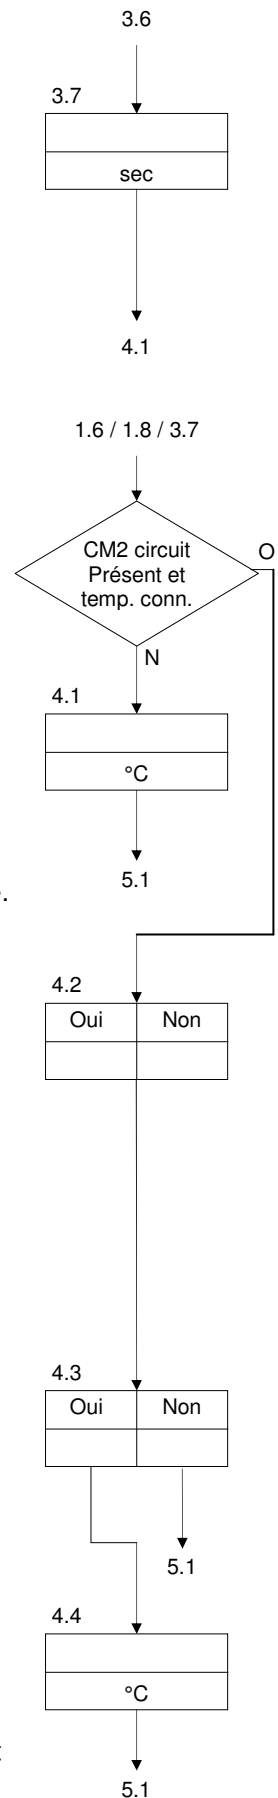 3.6
3.7
sec
4.1
1.6 / 1.8 / 3.7
CM2 circuit
Présent et
temp. conn.
O
N
4.1
°C
5.1
.
4.2
Oui Non
4.3
Oui Non
5.1
4.4
°C
5.1